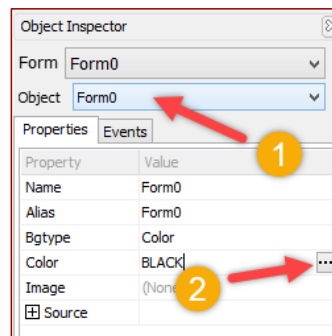 Object Inspector
Form Form0
Object Form0
Properties Events
1
Property Value
Name Form0
Alias Form0
Bgtype Color
Color BLACK ...
Image (None
2
Source